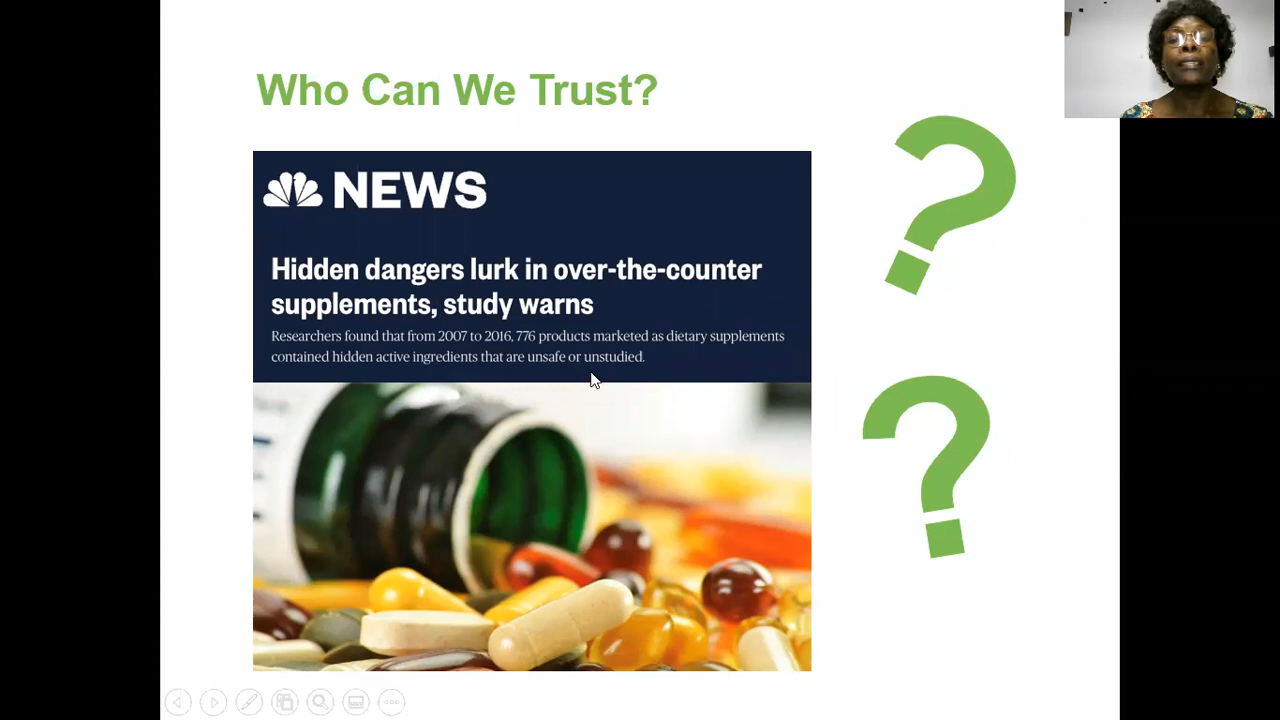 Who Can We Trust?
NEWS
Hidden dangers lurk in over-the-counter
supplements, study warns
Researchers found that from 2007 to 2016, 776 products marketed as dietary supplements
contained hidden active ingredients that are unsafe or unstudied.
?
?